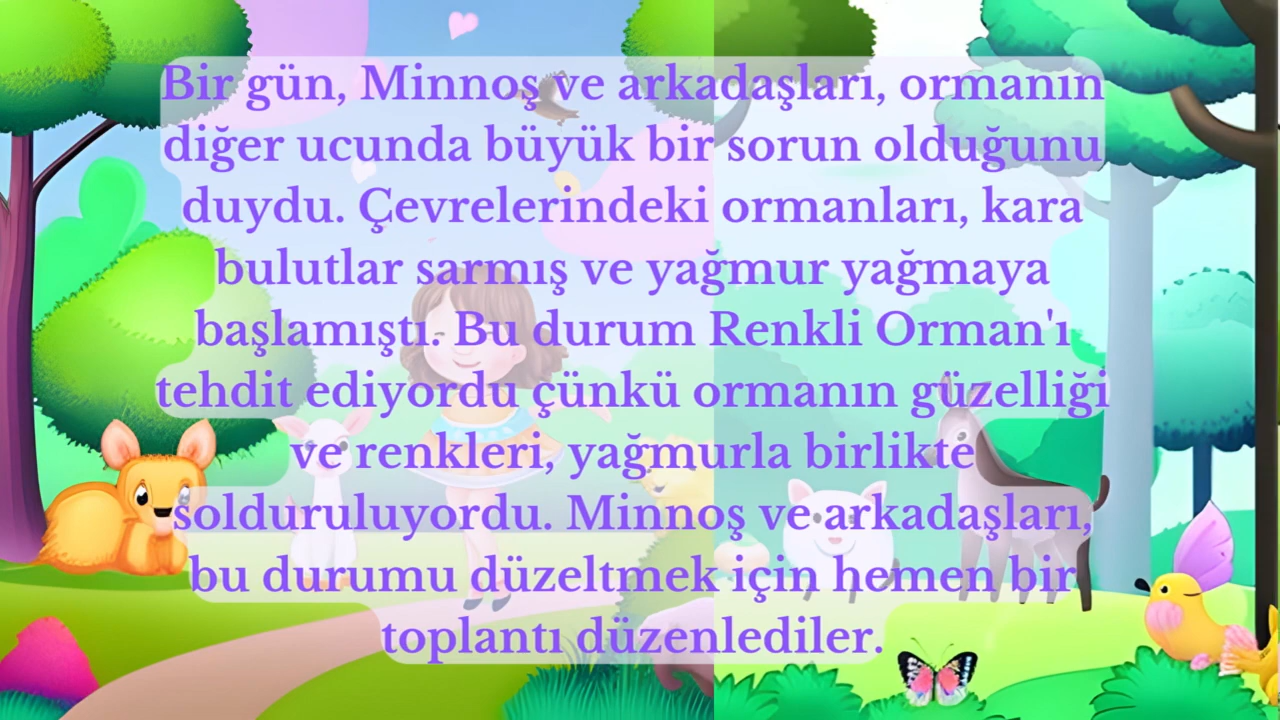 Bir gün, Minnoş ve arkadaşları, ormanın
diğer ucunda büyük bir sorun olduğunu
duydu. Çevrelerindeki ormanları, kara
bulutlar sarmış ve yağmur yağmaya
başlamıştı. Bu durum Renkli Orman'ı
tehdit ediyordu çünkü ormanın güzelliği
ve renkleri, yağmurla birlikte
solduruluyordu. Minnoş ve arkadaşları,
bu durumu düzeltmek için hemen bir
toplantı düzenlediler.